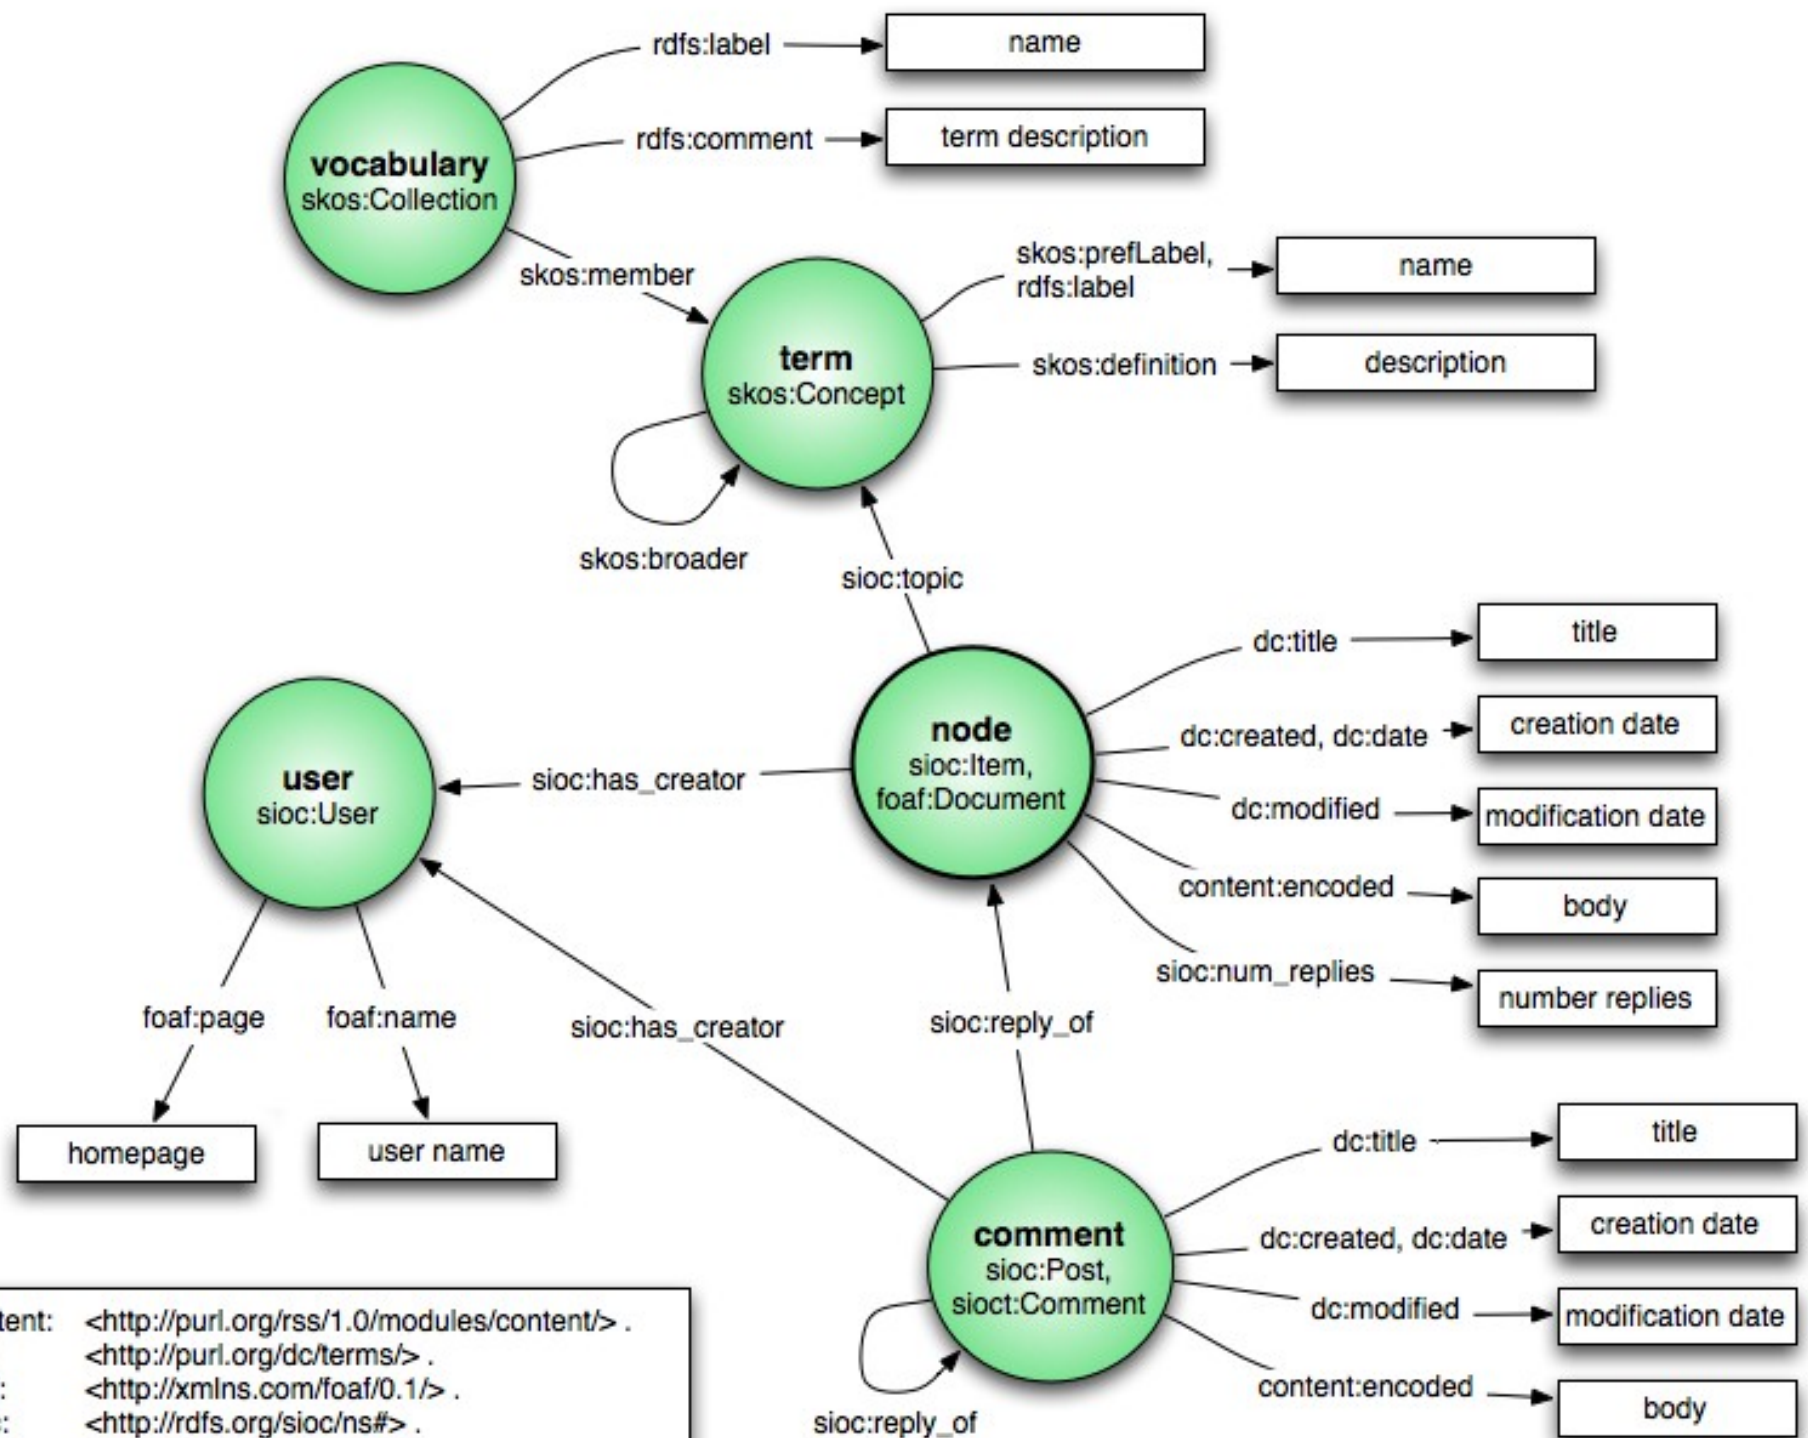 rdfs:label
name
rdfs:comment
term description
vocabulary
skos:Collection
skos:member
skos:prefLabel,
rdfs:label
name
term
skos:Concept
skos:definition
description
skos:broader
sioc:topic
node
sioc:Item,
foaf:Document
dc:title
title
dc:created, dc:date
creation date
dc:modified
modification date
content:encoded
body
sioc:num_replies
number replies
sioc:has_creator
user
sioc:User
foaf:page
foaf:name
homepage
user name
sioc:has_creator
sioc:reply_of
comment
sioc:Post,
sioct:Comment
dc:title
title
dc:created, dc:date
creation date
dc:modified
modification date
content:encoded
body
sioc:reply_of
tent: <http://purl.org/rss/1.0/modules/content/> .
<http://purl.org/dc/terms/> .
: <http://xmlns.com/foaf/0.1/> .
: <http://rdfs.org/sioc/ns#> .